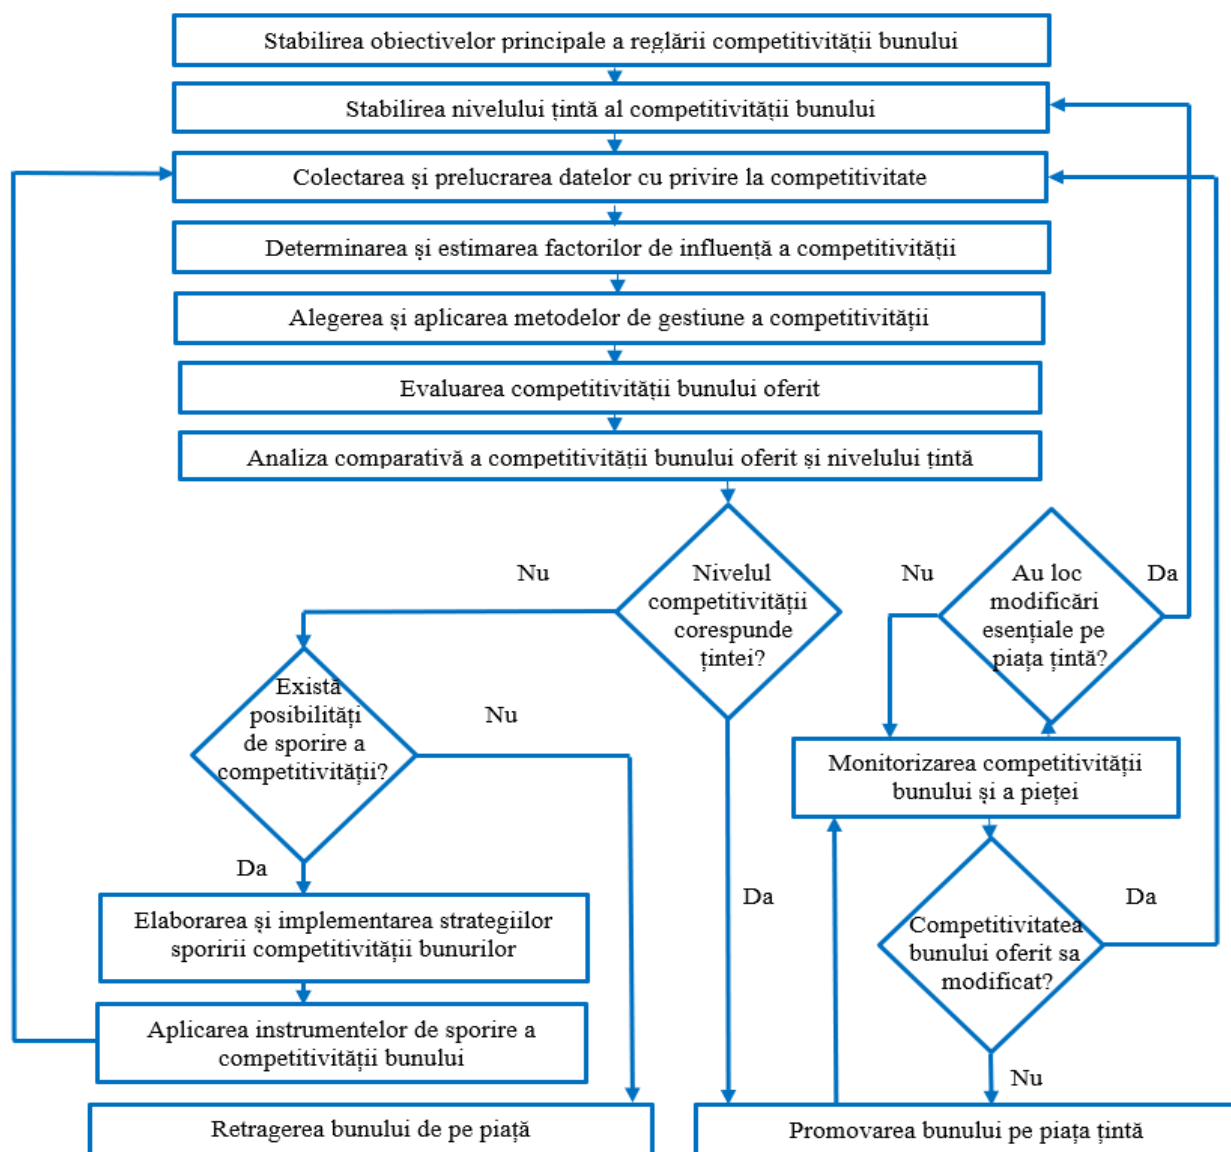 Stabilirea obiectivelor principale a reglării competitivității bunului
Stabilirea nivelului țintă al competitivității bunului
Colectarea și prelucrarea datelor cu privire la competitivitate
Determinarea și estimarea factorilor de influență a competitivității
Alegerea și aplicarea metodelor de gestiune a competitivității
Evaluarea competitivității bunului oferit
Analiza comparativă a competitivității bunului oferit și nivelului țintă
Nu
Nivelul
competitivității
corespunde
țintei?
Nu
Au loc
modificări
esențiale pe
piața țintă?
Da
Există
posibilități
de sporire a
competitivității?
Nu
Monitorizarea competitivității
bunului și a pieței
Da
Da
Da
Elaborarea și implementarea strategiilor
sporirii competitivității bunurilor
Competitivitatea
bunului oferit sa
modificat?
Aplicarea instrumentelor de sporire a
competitivității bunului
Nu
Retragerea bunului de pe piață
Promovarea bunului pe piața țintă